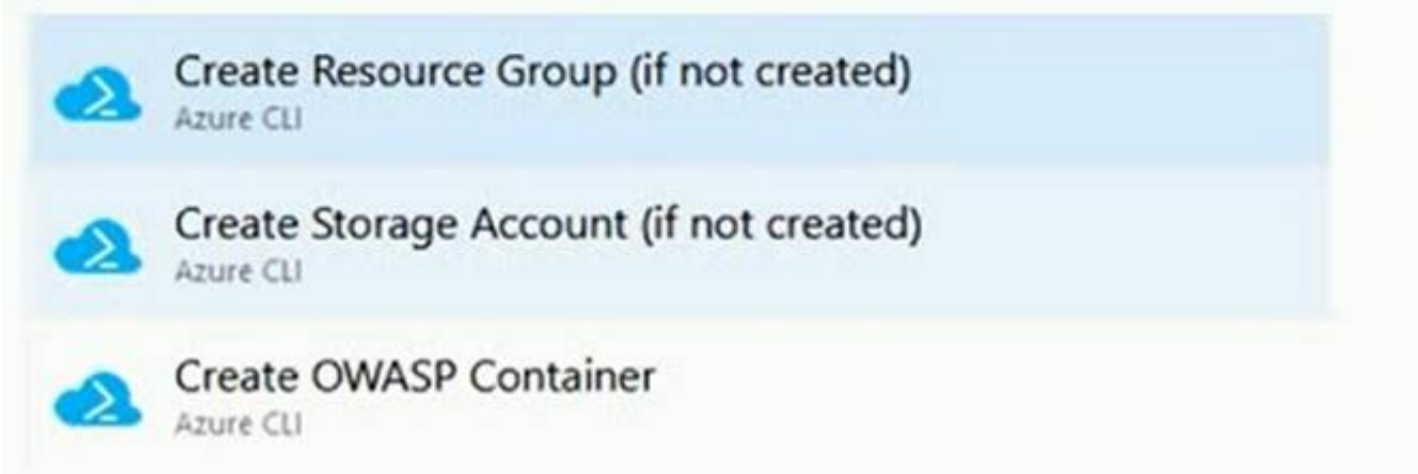 Create Resource Group (if not created)
Azure CLI
Create Storage Account (if not created)
Azure CLI
Create OWASP Container
Azure CLI